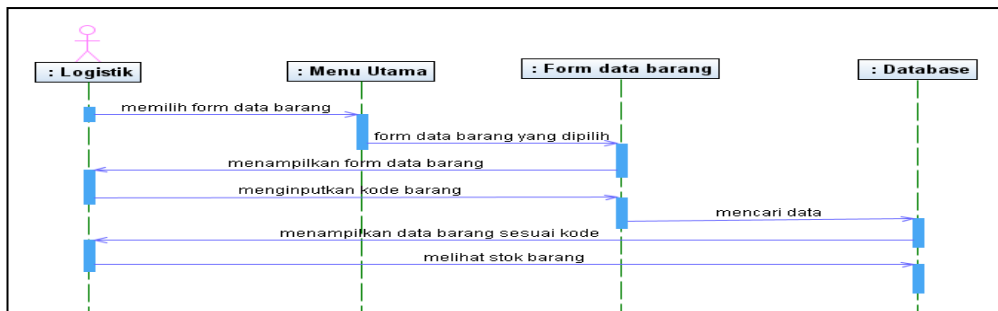 : Logistik
: Menu Utama
: Form data barang
: Database
memilih form data barang
form data barang yang dipilih
menampilkan form data barang
menginputkan kode barang
mencari data
menampilkan data barang sesuai kode
melihat stok barang